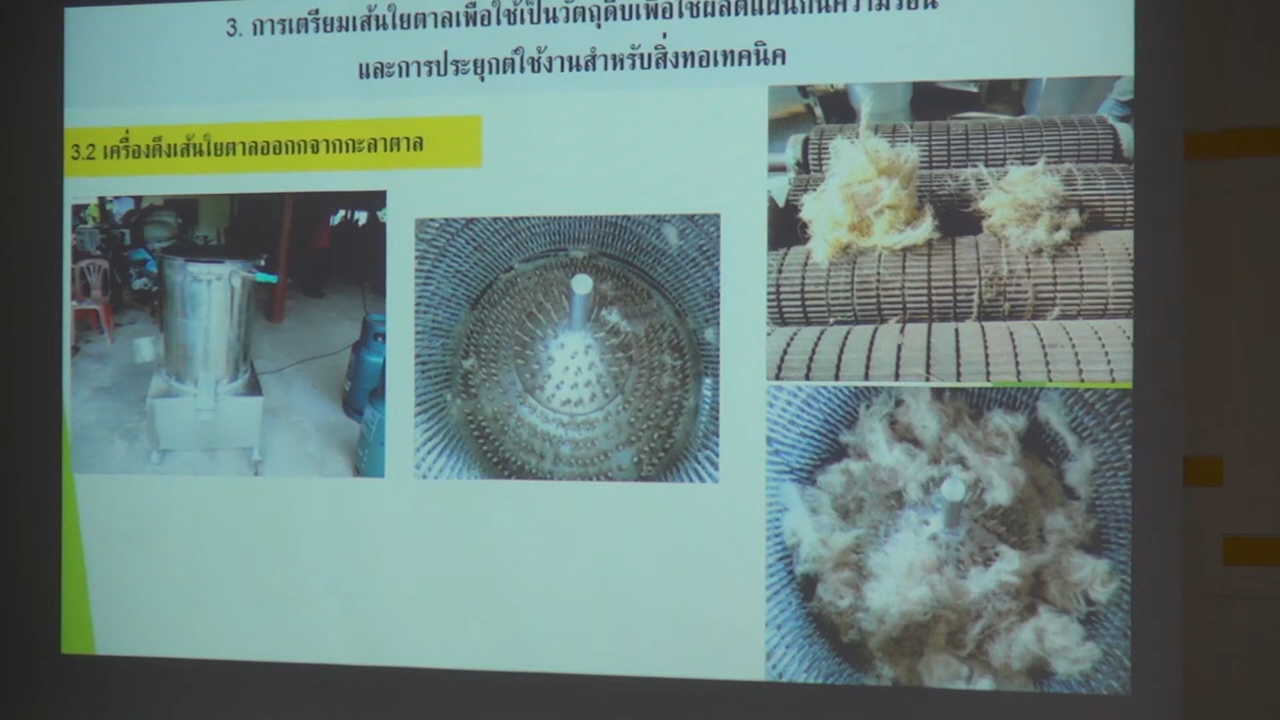 3. การเตรียมเส้นใยตาลเพื่อใช้เป็นวัตถุดิบเพื่อใช้ผลิตแผ่นกันความร้อน
และการประยุกต์ใช้งานสำหรับสิ่งทอเทคนิค
3.2 เครื่องดึงเส้นใยตาลออกกจากกะลาตาล